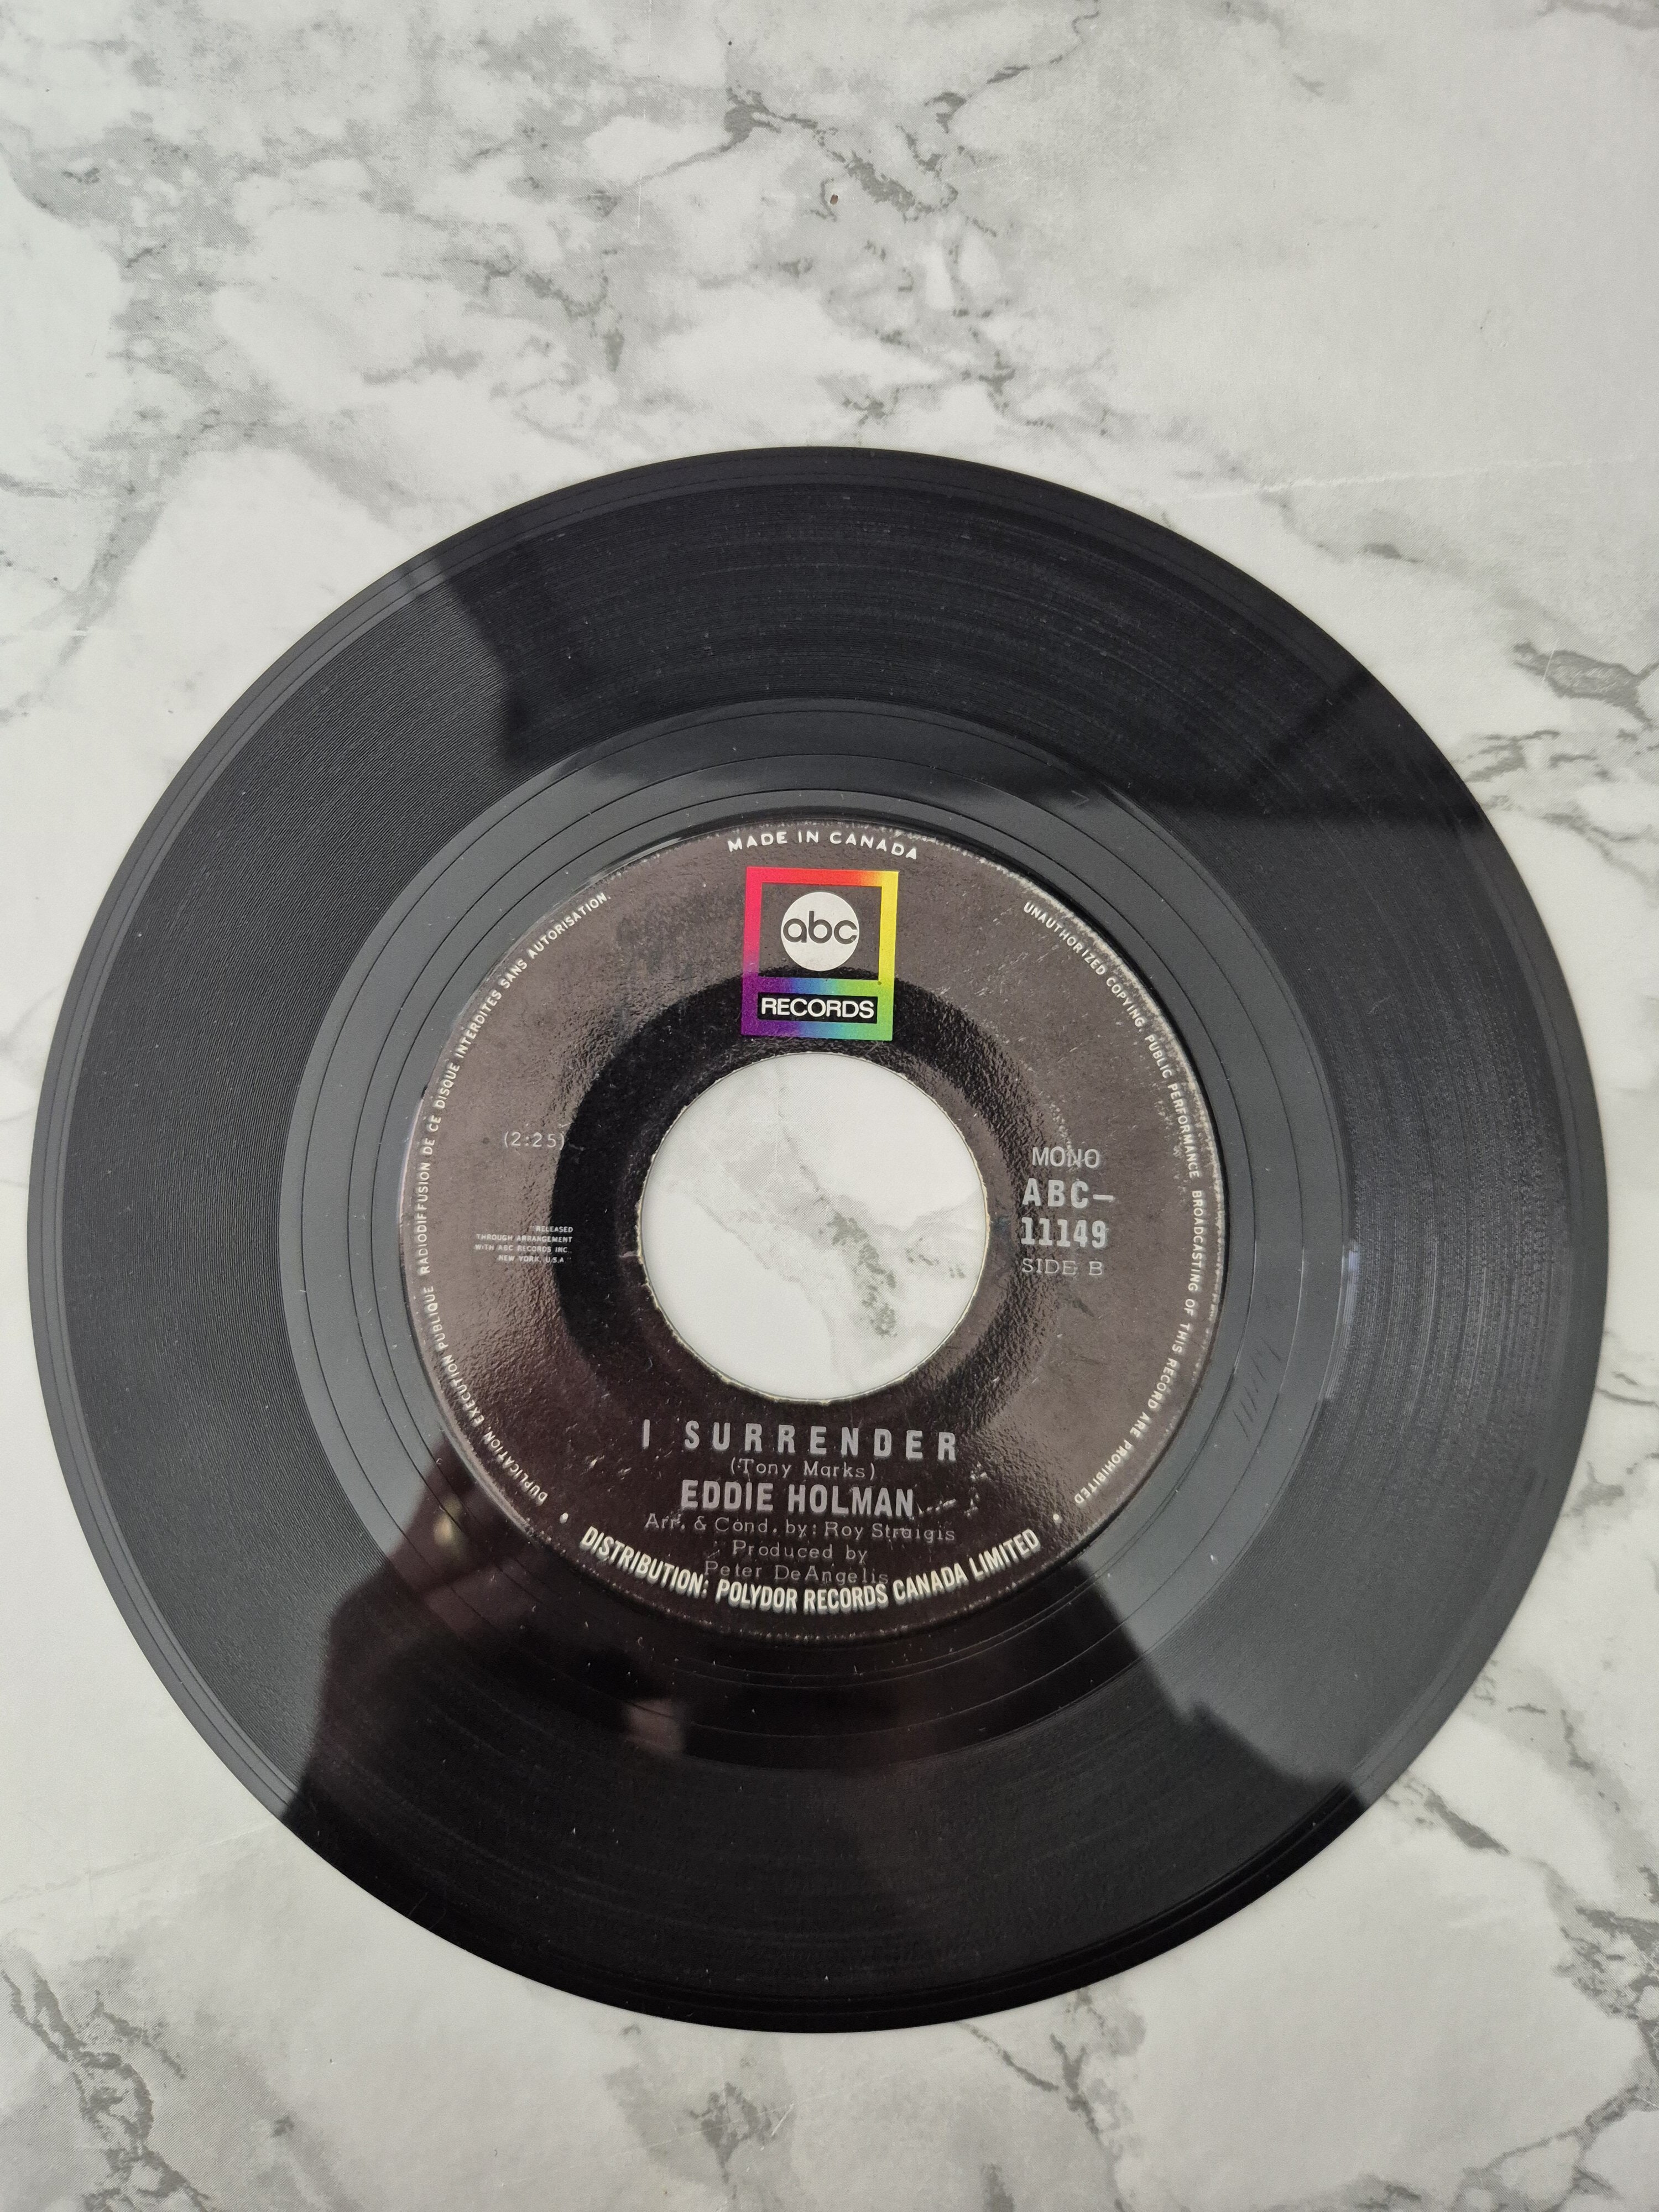 MADE IN CANADA
abc
RECORDS
DUPLICATION, EXECUTION PUBLIQUE RADIODIFFUSION DE CE DISQUE INTERDITES SANS AUTORISATION.
UNAUTHORIZED COPYING, PUBLIC PERFORMANCE BROADCASTING OF THIS RECORD ARE PROHIBITED
(2:25)
RELEASED
THROUGH ARRANGEMENT
WITH ABC RECORDS INC.
NEW YORK, U.S.A.
MONO
ABC–
11149
SIDE B
I SURRENDER
(Tony Marks)
EDDIE HOLMAN
Arr. & Cond. by: Roy Straigis
Produced by
Peter DeAngelis
• DISTRIBUTION: POLYDOR RECORDS CANADA LIMITED •